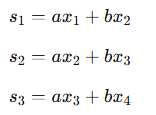 s₁ = ax₁ + bx₂
s₂ = ax₂ + bx₃
s₃ = ax₃ + bx₄